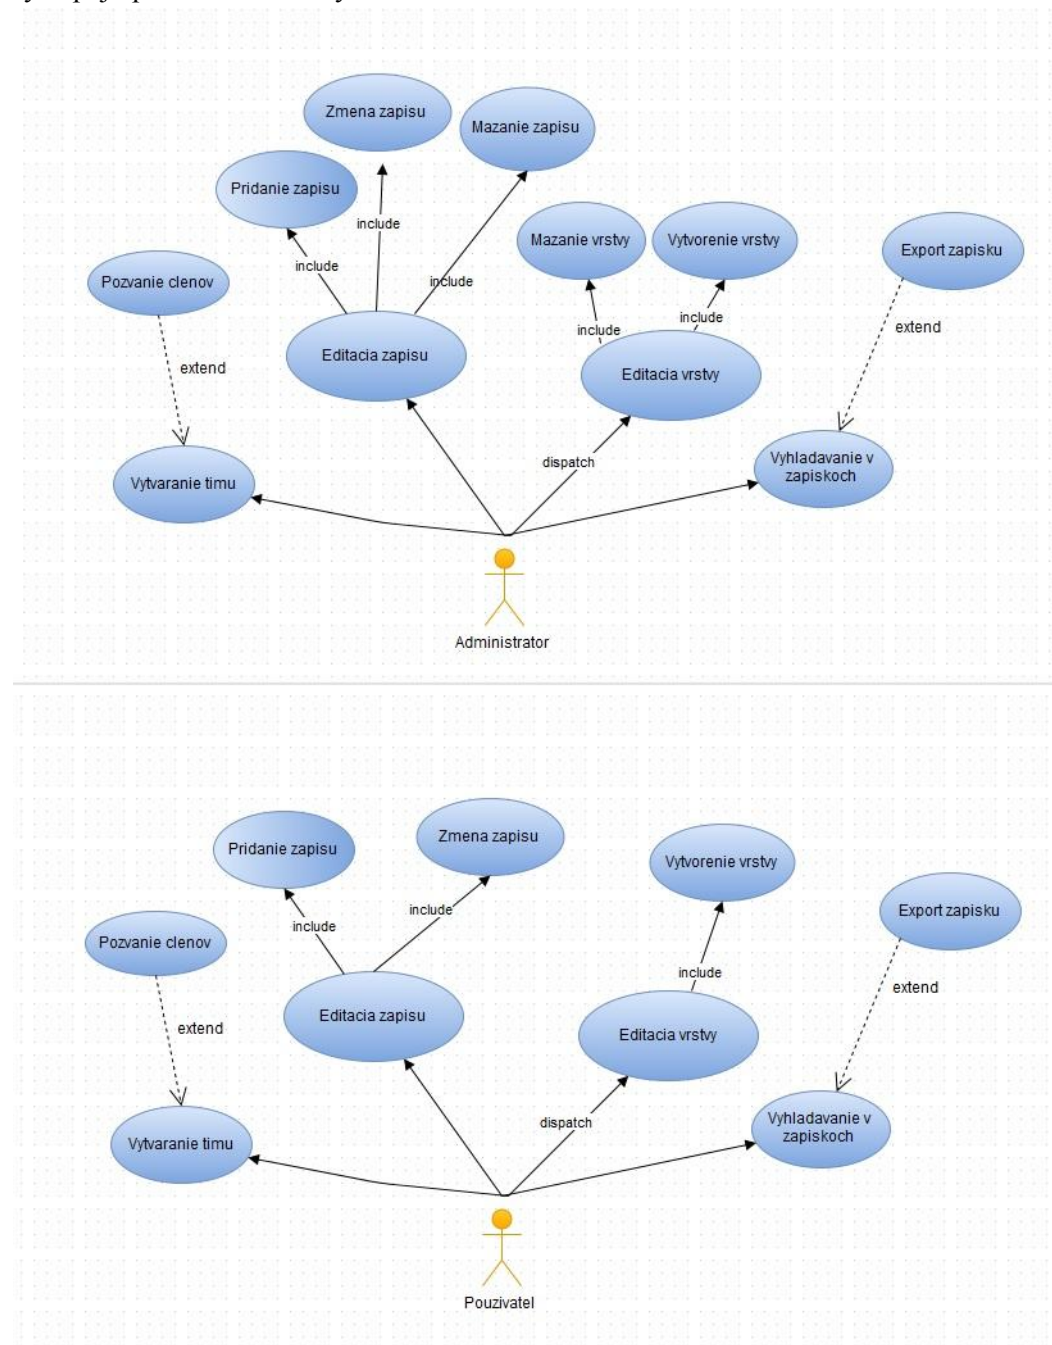 Zmena zapisu
Mazanie zapisu
Pridanie zapisu
include
include
include
Mazanie vrstvy
Vytvorenie vrstvy
Export zapisku
Pozvanie clenov
include
include
extend
Editacia zapisu
Editacia vrstvy
extend
dispatch
Vyhladavanie v
zapiskoch
Vytvaranie timu
Administrator
Pridanie zapisu
Zmena zapisu
Vytvorenie vrstvy
include
include
Export zapisku
Pozvanie clenov
include
extend
Editacia zapisu
Editacia vrstvy
extend
dispatch
Vyhladavanie v
zapiskoch
Vytvaranie timu
Pouzivatel